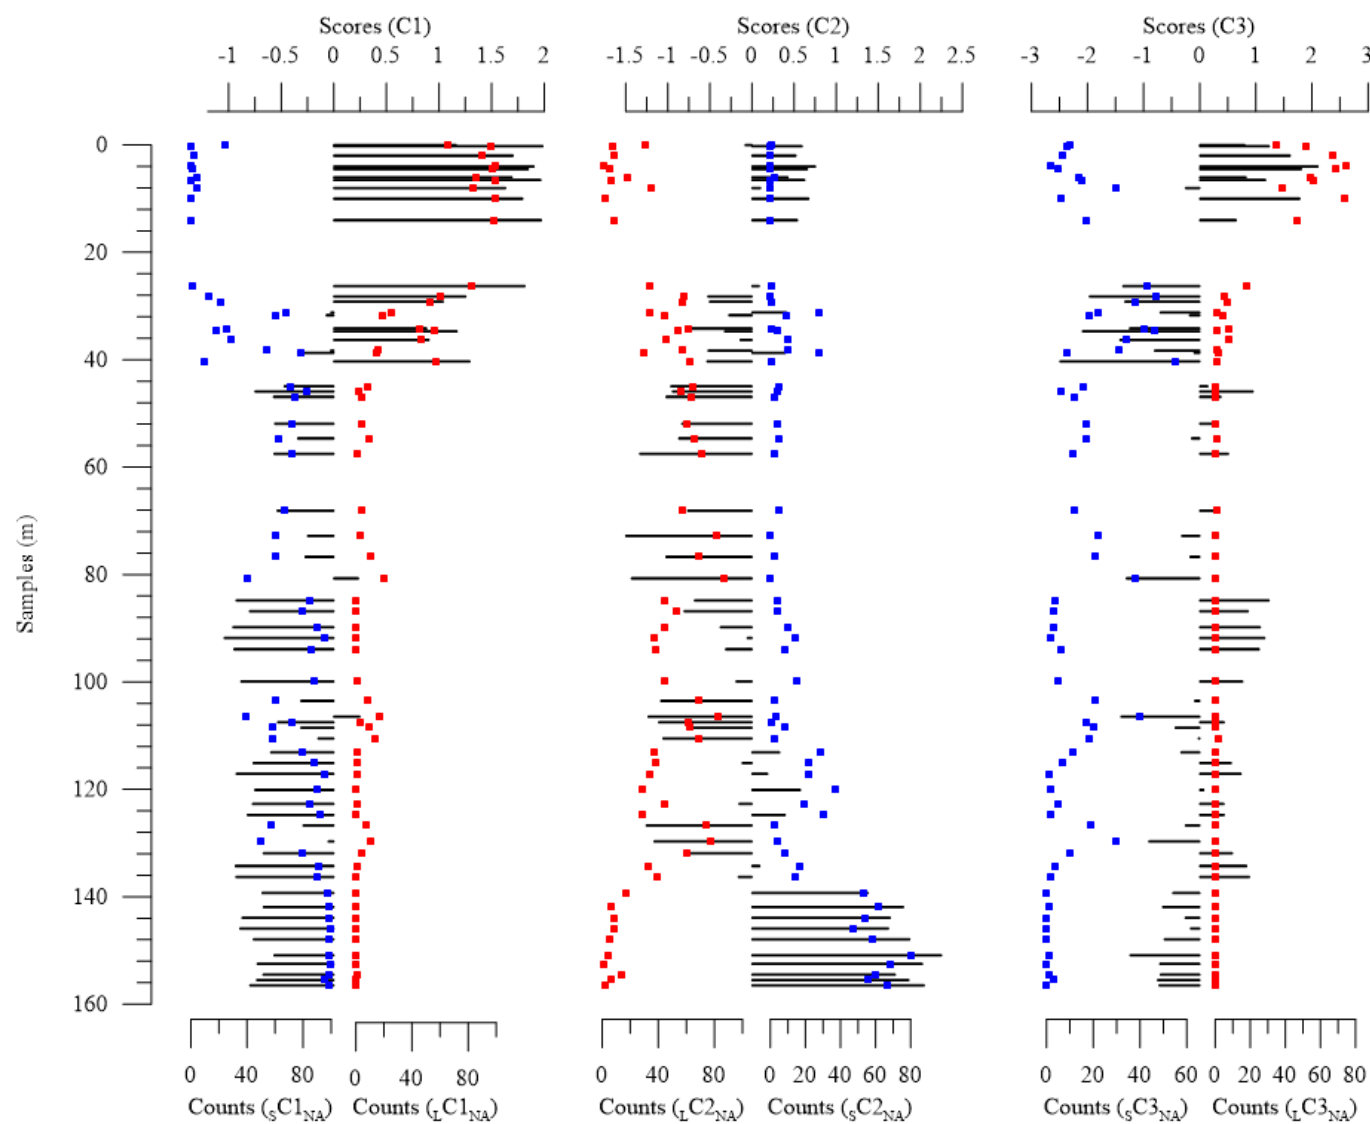 Scores (C1) Scores (C2) Scores (C3)
-1 -0.5 0 0.5 1 1.5 2 -1.5 -0.5 0 0.5 1.5 2.5 -3 -2 -1 0 1 2 3
0
20
40
60
80
100
120
140
160
Samples (m)
0 40 80 0 40 80 0 40 80 0 20 40 60 80 0 20 40 60 0 20 40 60 80
Counts (SC1NA) Counts (LC1NA) Counts (LC2NA) Counts (SC2NA) Counts (SC3NA) Counts (LC3NA)